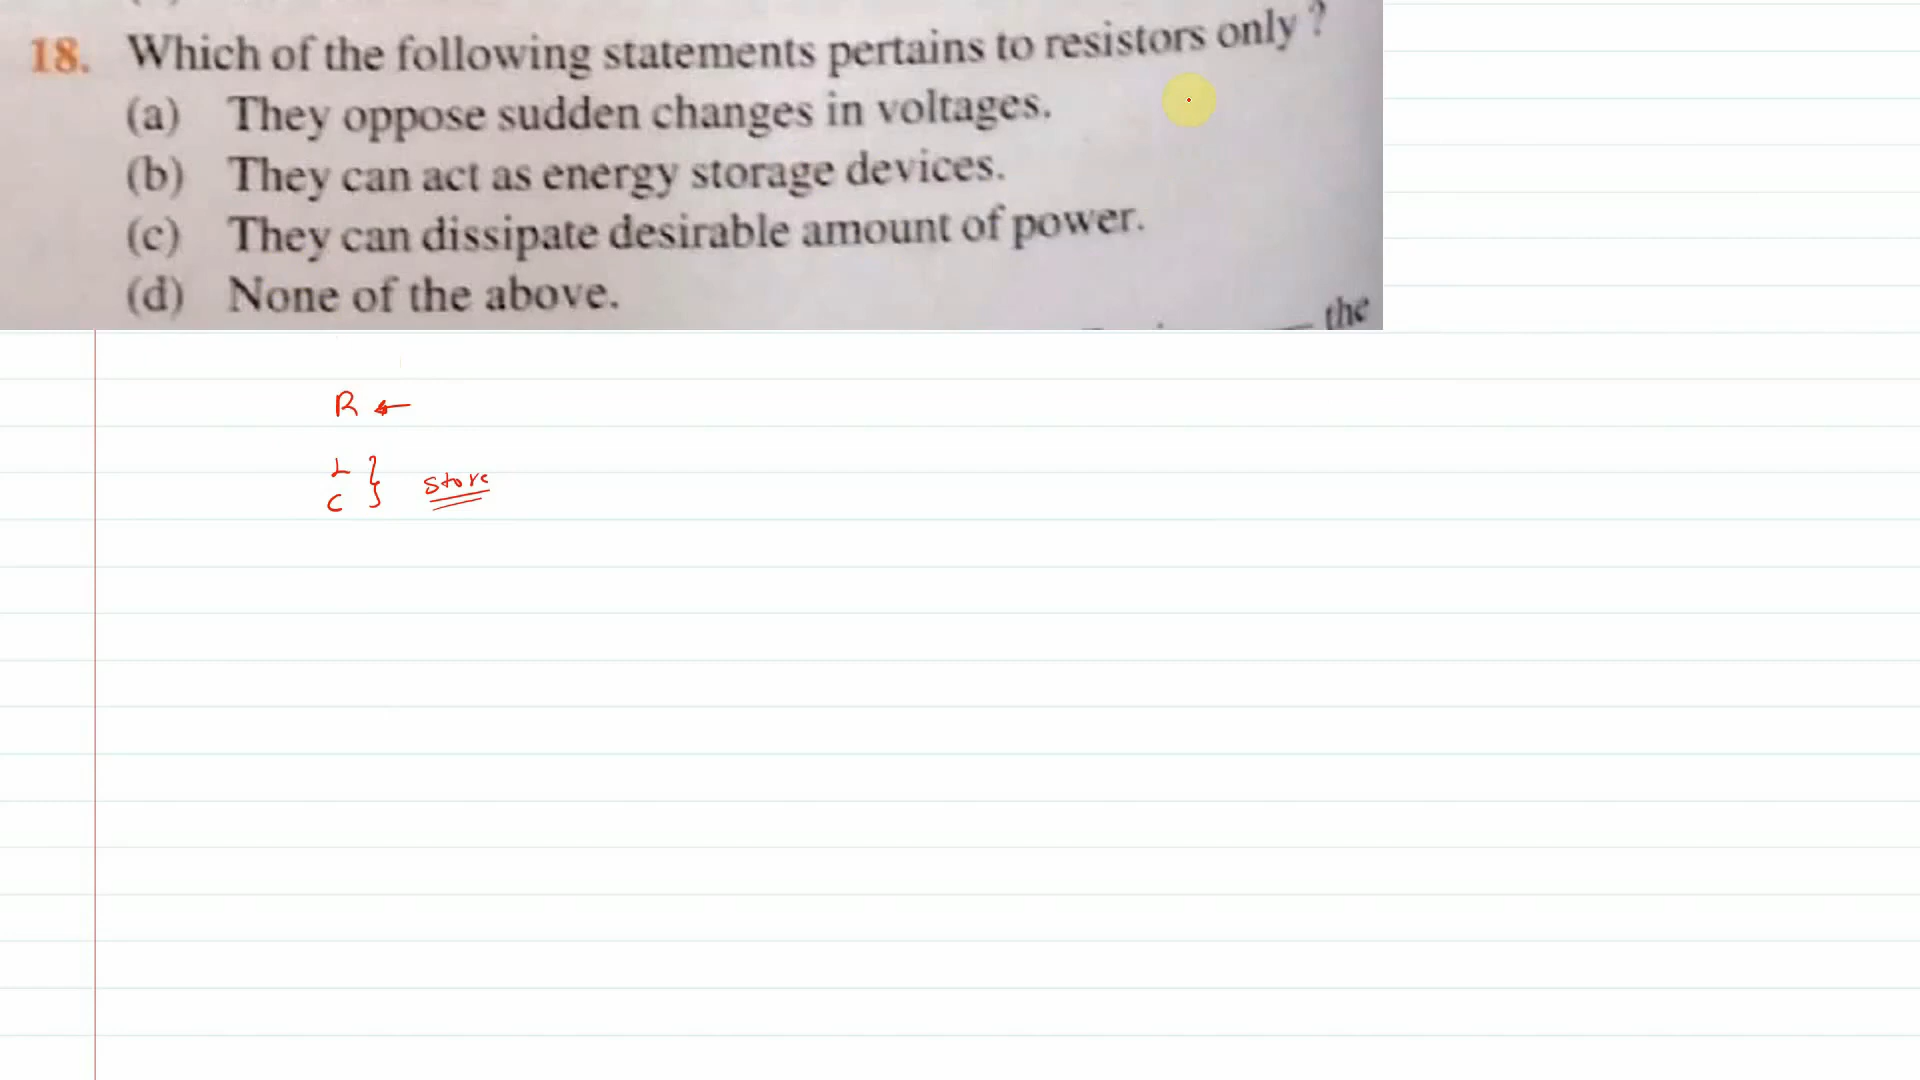 18. Which of the following statements pertains to resistors only ?
(a) They oppose sudden changes in voltages.
(b) They can act as energy storage devices.
(c) They can dissipate desirable amount of power.
(d) None of the above.
the
R ←
L }
C
store